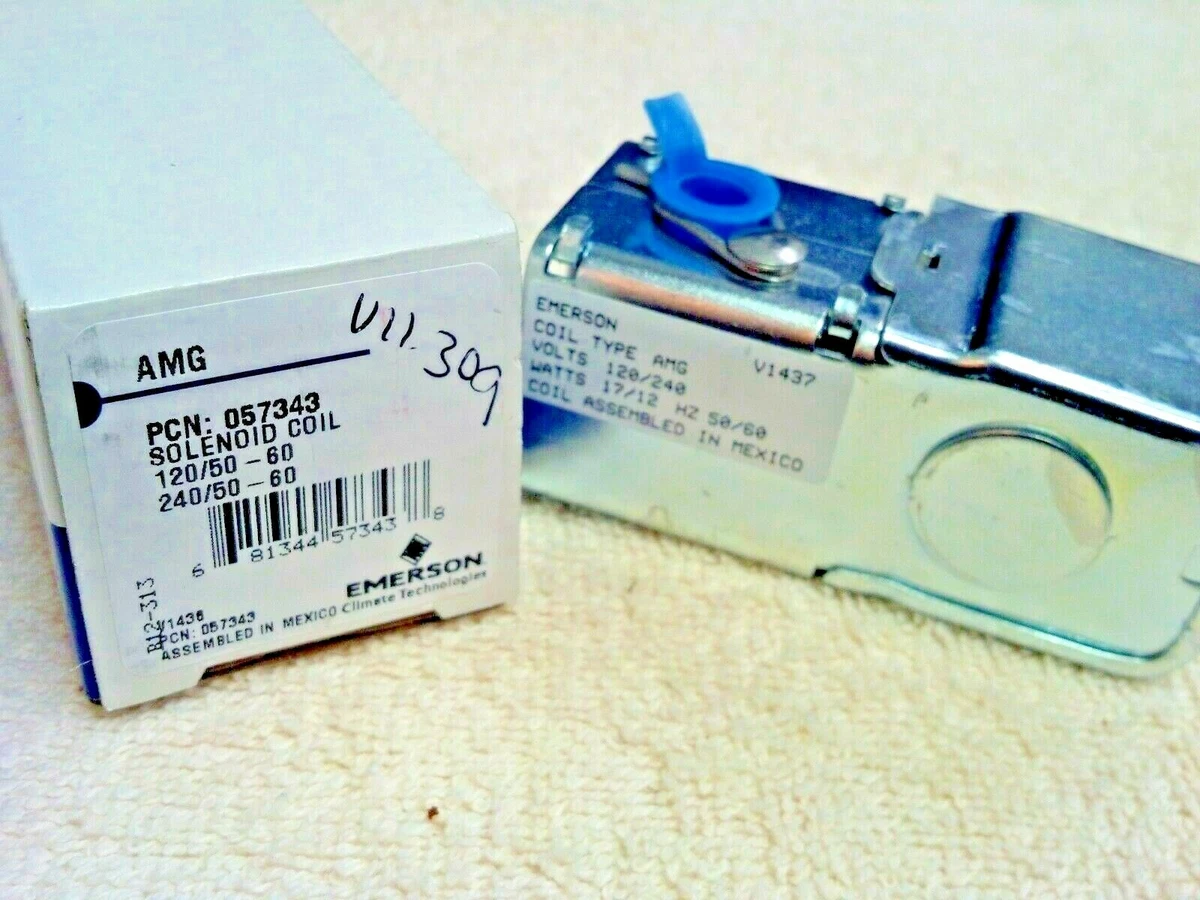 AMG
V11.309
PCN: 057343
SOLENOID COIL
120/50 - 60
240/50 - 60
6 81344 57343 8
EMERSON
Climate Technologies
B12-313
V1436
PCN: 057343
ASSEMBLED IN MEXICO
EMERSON
COIL TYPE AMG V1437
VOLTS 120/240
WATTS 17/12 HZ 50/60
COIL ASSEMBLED IN MEXICO